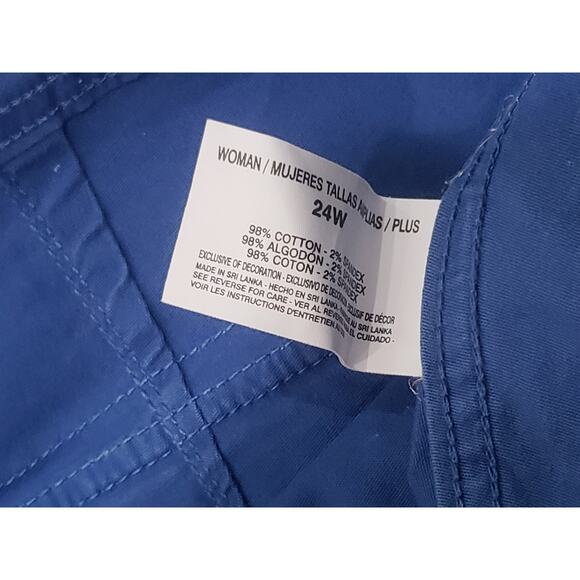 WOMAN / MUJERES TALLAS AMPLIAS / PLUS
24W
98% COTTON - 2% SPANDEX
98% ALGODÓN - 2% SPANDEX
98% COTON - 2% SPANDEX
EXCLUSIVE OF DECORATION - EXCLUSIVO DE DECORACIÓN EXCLUSIF DE DÉCOR
MADE IN SRI LANKA - HECHO EN SRI LANKA - FABRIQUÉ AU SRI LANKA
SEE REVERSE FOR CARE - VER AL REVERSO PARA EL CUIDADO -
VOIR LES INSTRUCTIONS D'ENTRETIEN AU